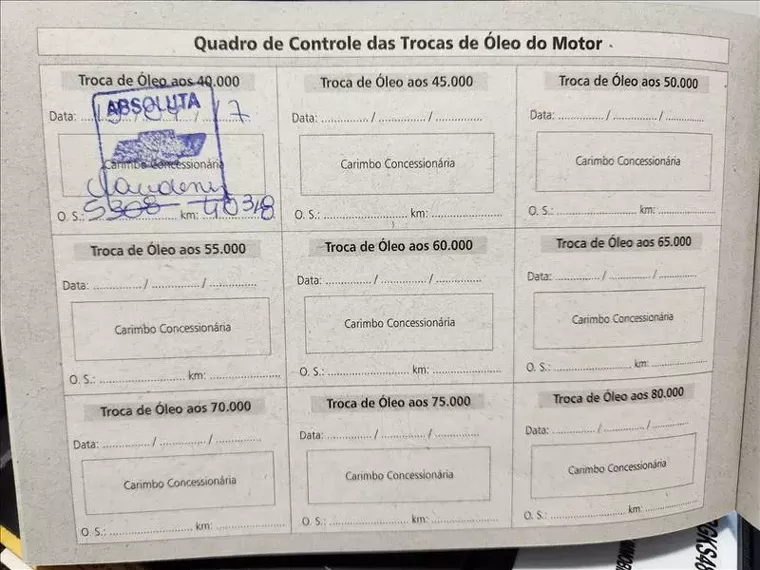 Quadro de Controle das Trocas de Óleo do Motor
Troca de Óleo aos 40.000
Data: / / 17
ABSOLUTA
Carimbo Concessionária
O. S.: 5308 km: 40318
Troca de Óleo aos 45.000
Data: ............... / ............... / ...............
Carimbo Concessionária
O. S.: ............... km: ...............
Troca de Óleo aos 50.000
Data: ............... / ............... / ...............
Carimbo Concessionária
O. S.: ............... km: ...............
Troca de Óleo aos 55.000
Data: ............... / ............... / ...............
Carimbo Concessionária
O. S.: ............... km: ...............
Troca de Óleo aos 60.000
Data: ............... / ............... / ...............
Carimbo Concessionária
O. S.: ............... km: ...............
Troca de Óleo aos 65.000
Data: ............... / ............... / ...............
Carimbo Concessionária
O. S.: ............... km: ...............
Troca de Óleo aos 70.000
Data: ............... / ............... / ...............
Carimbo Concessionária
O. S.: ............... km: ...............
Troca de Óleo aos 75.000
Data: ............... / ............... / ...............
Carimbo Concessionária
O. S.: ............... km: ...............
Troca de Óleo aos 80.000
Data: ............... / ............... / ...............
Carimbo Concessionária
O. S.: ............... km: ...............